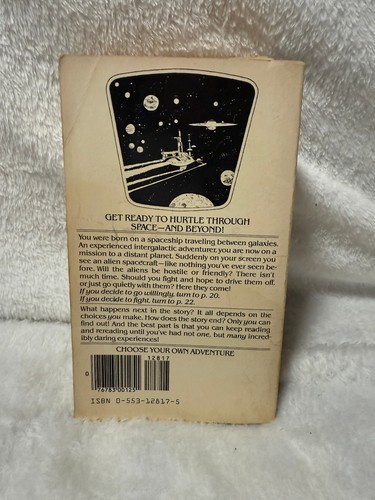 GET READY TO HURTLE THROUGH
SPACE—AND BEYOND!
You were born on a spaceship traveling between galaxies.
An experienced intergalactic adventurer, you are now on a
mission to a distant planet. Suddenly on your screen you
see an alien spacecraft—like nothing you've ever seen be-
fore. Will the aliens be hostile or friendly? There isn't
much time. Should you fight and hope to drive them off,
or just go quietly with them? Here they come!
If you decide to go willingly, turn to p. 20.
If you decide to fight, turn to p. 22.
What happens next in the story? It all depends on the
choices you make. How does the story end? Only you can
find out! And the best part is that you can keep reading
and rereading until you've had not one, but many incred-
ibly daring experiences!
CHOOSE YOUR OWN ADVENTURE
12817
0
76783 00125
ISBN 0-553-12817-5